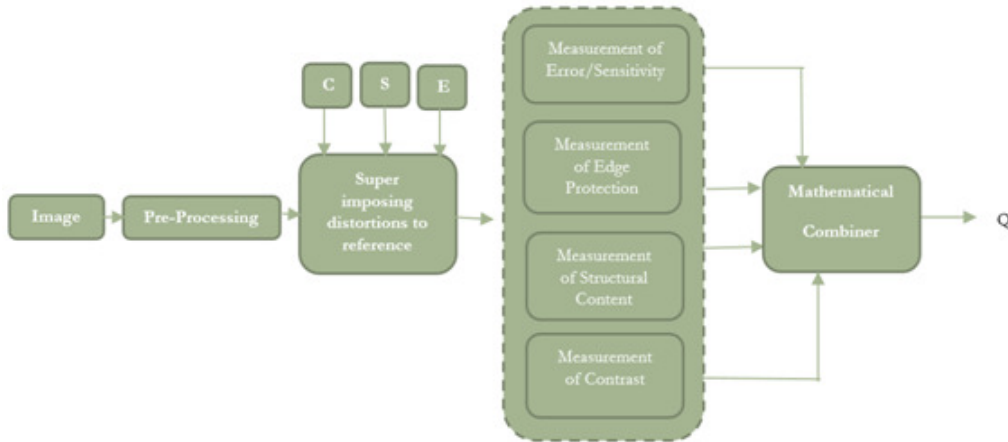 Image
Pre-Processing
C
S
E
Super
imposing
distortions to
reference
Measurement of
Error/Sensitivity
Measurement
of Edge
Protection
Measurement
of Structural
Content
Measurement
of Contrast
Mathematical
Combiner
Q